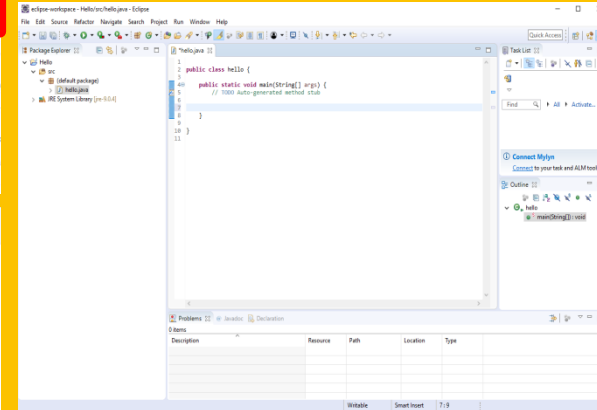 eclipse-workspace - Hello/src/hello.java - Eclipse
File Edit Source Refactor Navigate Search Project Run Window Help
Quick Access
Package Explorer
*hello.java
Task List
Hello
src
(default package)
hello.java
JRE System Library [jre-9.0.4]
1
2 public class hello {
3
4 public static void main(String[] args) {
5 // TODO Auto-generated method stub
6
7
8 }
9
10 }
11
Find All Activate...
Connect Mylyn
Connect to your task and ALM tool
Outline
hello
main(String[]) : void
Problems Javadoc Declaration
0 items
Description Resource Path Location Type
Writable Smart Insert 7 : 9